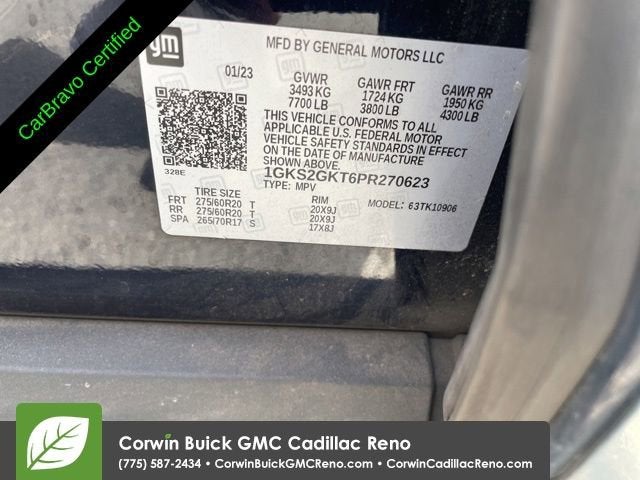 CarBravo Certified
gm
MFD BY GENERAL MOTORS LLC
01/23 GVWR GAWR FRT GAWR RR
3493 KG 1724 KG 1950 KG
7700 LB 3800 LB 4300 LB
THIS VEHICLE CONFORMS TO ALL
APPLICABLE U.S. FEDERAL MOTOR
VEHICLE SAFETY STANDARDS IN EFFECT
ON THE DATE OF MANUFACTURE
SHOWN ABOVE.
328E
1GKS2GKT6PR270623
TYPE: MPV MODEL: 63TK10906
TIRE SIZE RIM
FRT 275/60R20 T 20X9J
RR 275/60R20 T 20X9J
SPA 265/70R17 S 17X8J
Corwin Buick GMC Cadillac Reno
(775) 587-2434 • CorwinBuickGMCReno.com • CorwinCadillacReno.com